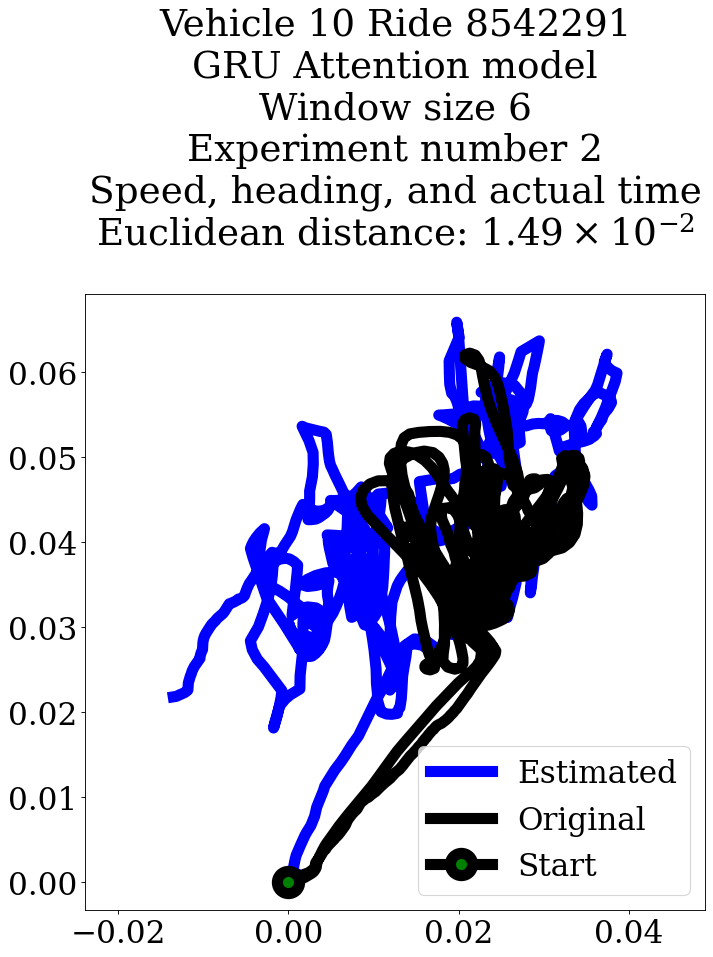 Vehicle 10 Ride 8542291
GRU Attention model
Window size 6
Experiment number 2
Speed, heading, and actual time
Euclidean distance: 1.49 × 10⁻²
0.06
0.05
0.04
0.03
0.02
0.01
0.00
−0.02
0.00
0.02
0.04
Estimated
Original
Start